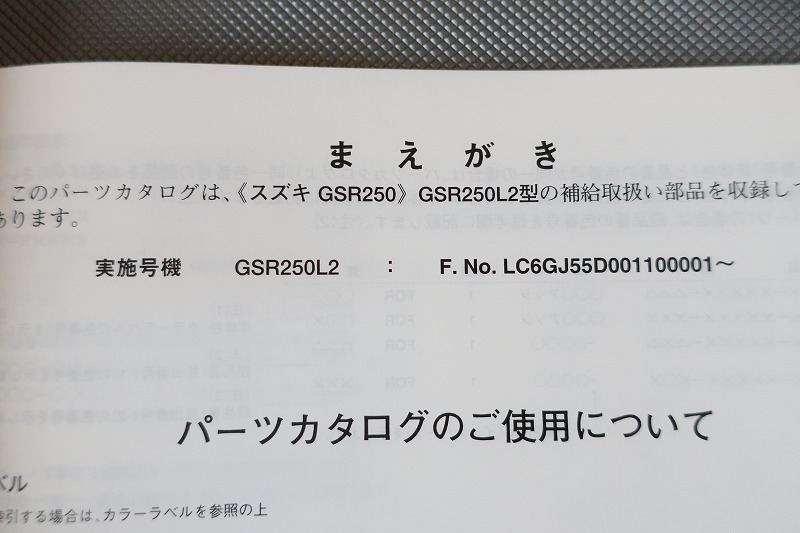 まえがき
このパーツカタログは、《スズキ GSR250》 GSR250L2型の補給取扱い部品を収録して
あります。
実施号機 GSR250L2 : F. No. LC6GJ55D001100001～
パーツカタログのご使用について
ベル
索引する場合は、カラーラベルを参照の上